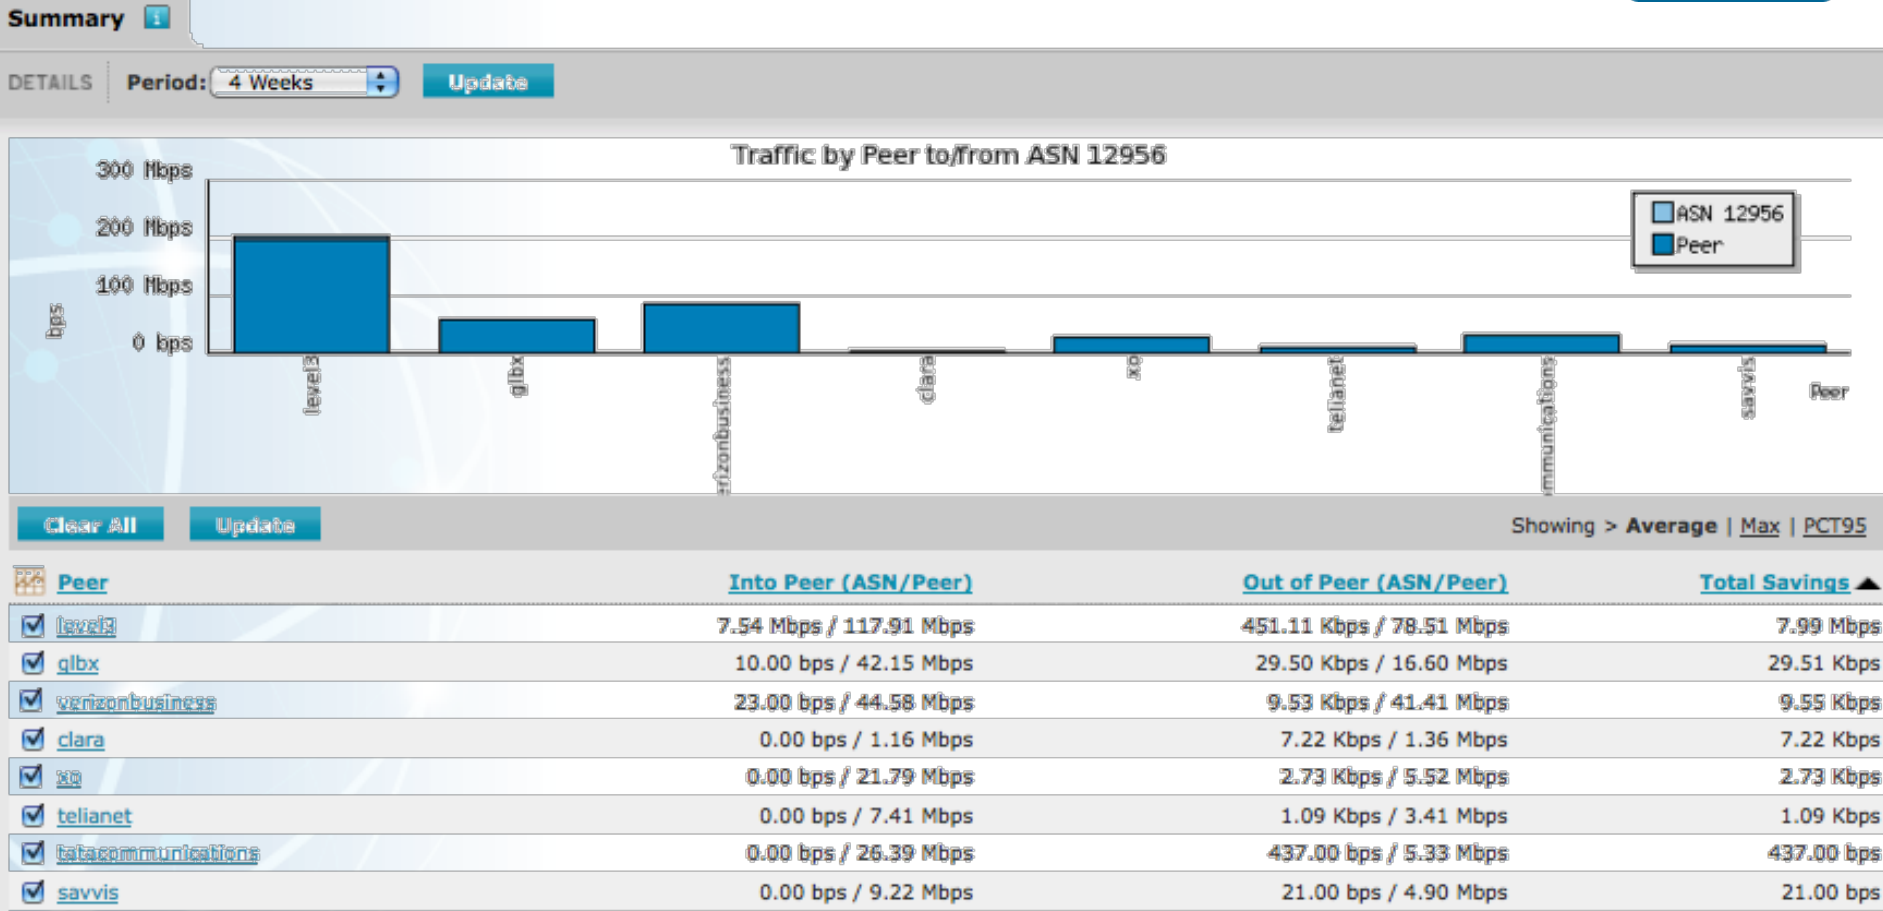 Summary i
DETAILS Period: 4 Weeks Update
Traffic by Peer to/from ASN 12956
300 Mbps
200 Mbps
100 Mbps
0 bps
bps
ASN 12956
Peer
level3
glbx
erizonbusiness
clara
xo
telianet
mmunications
savvis
Peer
Clear All Update Showing > Average | Max | PCT95
Peer Into Peer (ASN/Peer) Out of Peer (ASN/Peer) Total Savings
level3 7.54 Mbps / 117.91 Mbps 451.11 Kbps / 78.51 Mbps 7.99 Mbps
glbx 10.00 bps / 42.15 Mbps 29.50 Kbps / 16.60 Mbps 29.51 Kbps
verizonbusiness 23.00 bps / 44.58 Mbps 9.53 Kbps / 41.41 Mbps 9.55 Kbps
clara 0.00 bps / 1.16 Mbps 7.22 Kbps / 1.36 Mbps 7.22 Kbps
xo 0.00 bps / 21.79 Mbps 2.73 Kbps / 5.52 Mbps 2.73 Kbps
telianet 0.00 bps / 7.41 Mbps 1.09 Kbps / 3.41 Mbps 1.09 Kbps
tatacommunications 0.00 bps / 26.39 Mbps 437.00 bps / 5.33 Mbps 437.00 bps
savvis 0.00 bps / 9.22 Mbps 21.00 bps / 4.90 Mbps 21.00 bps